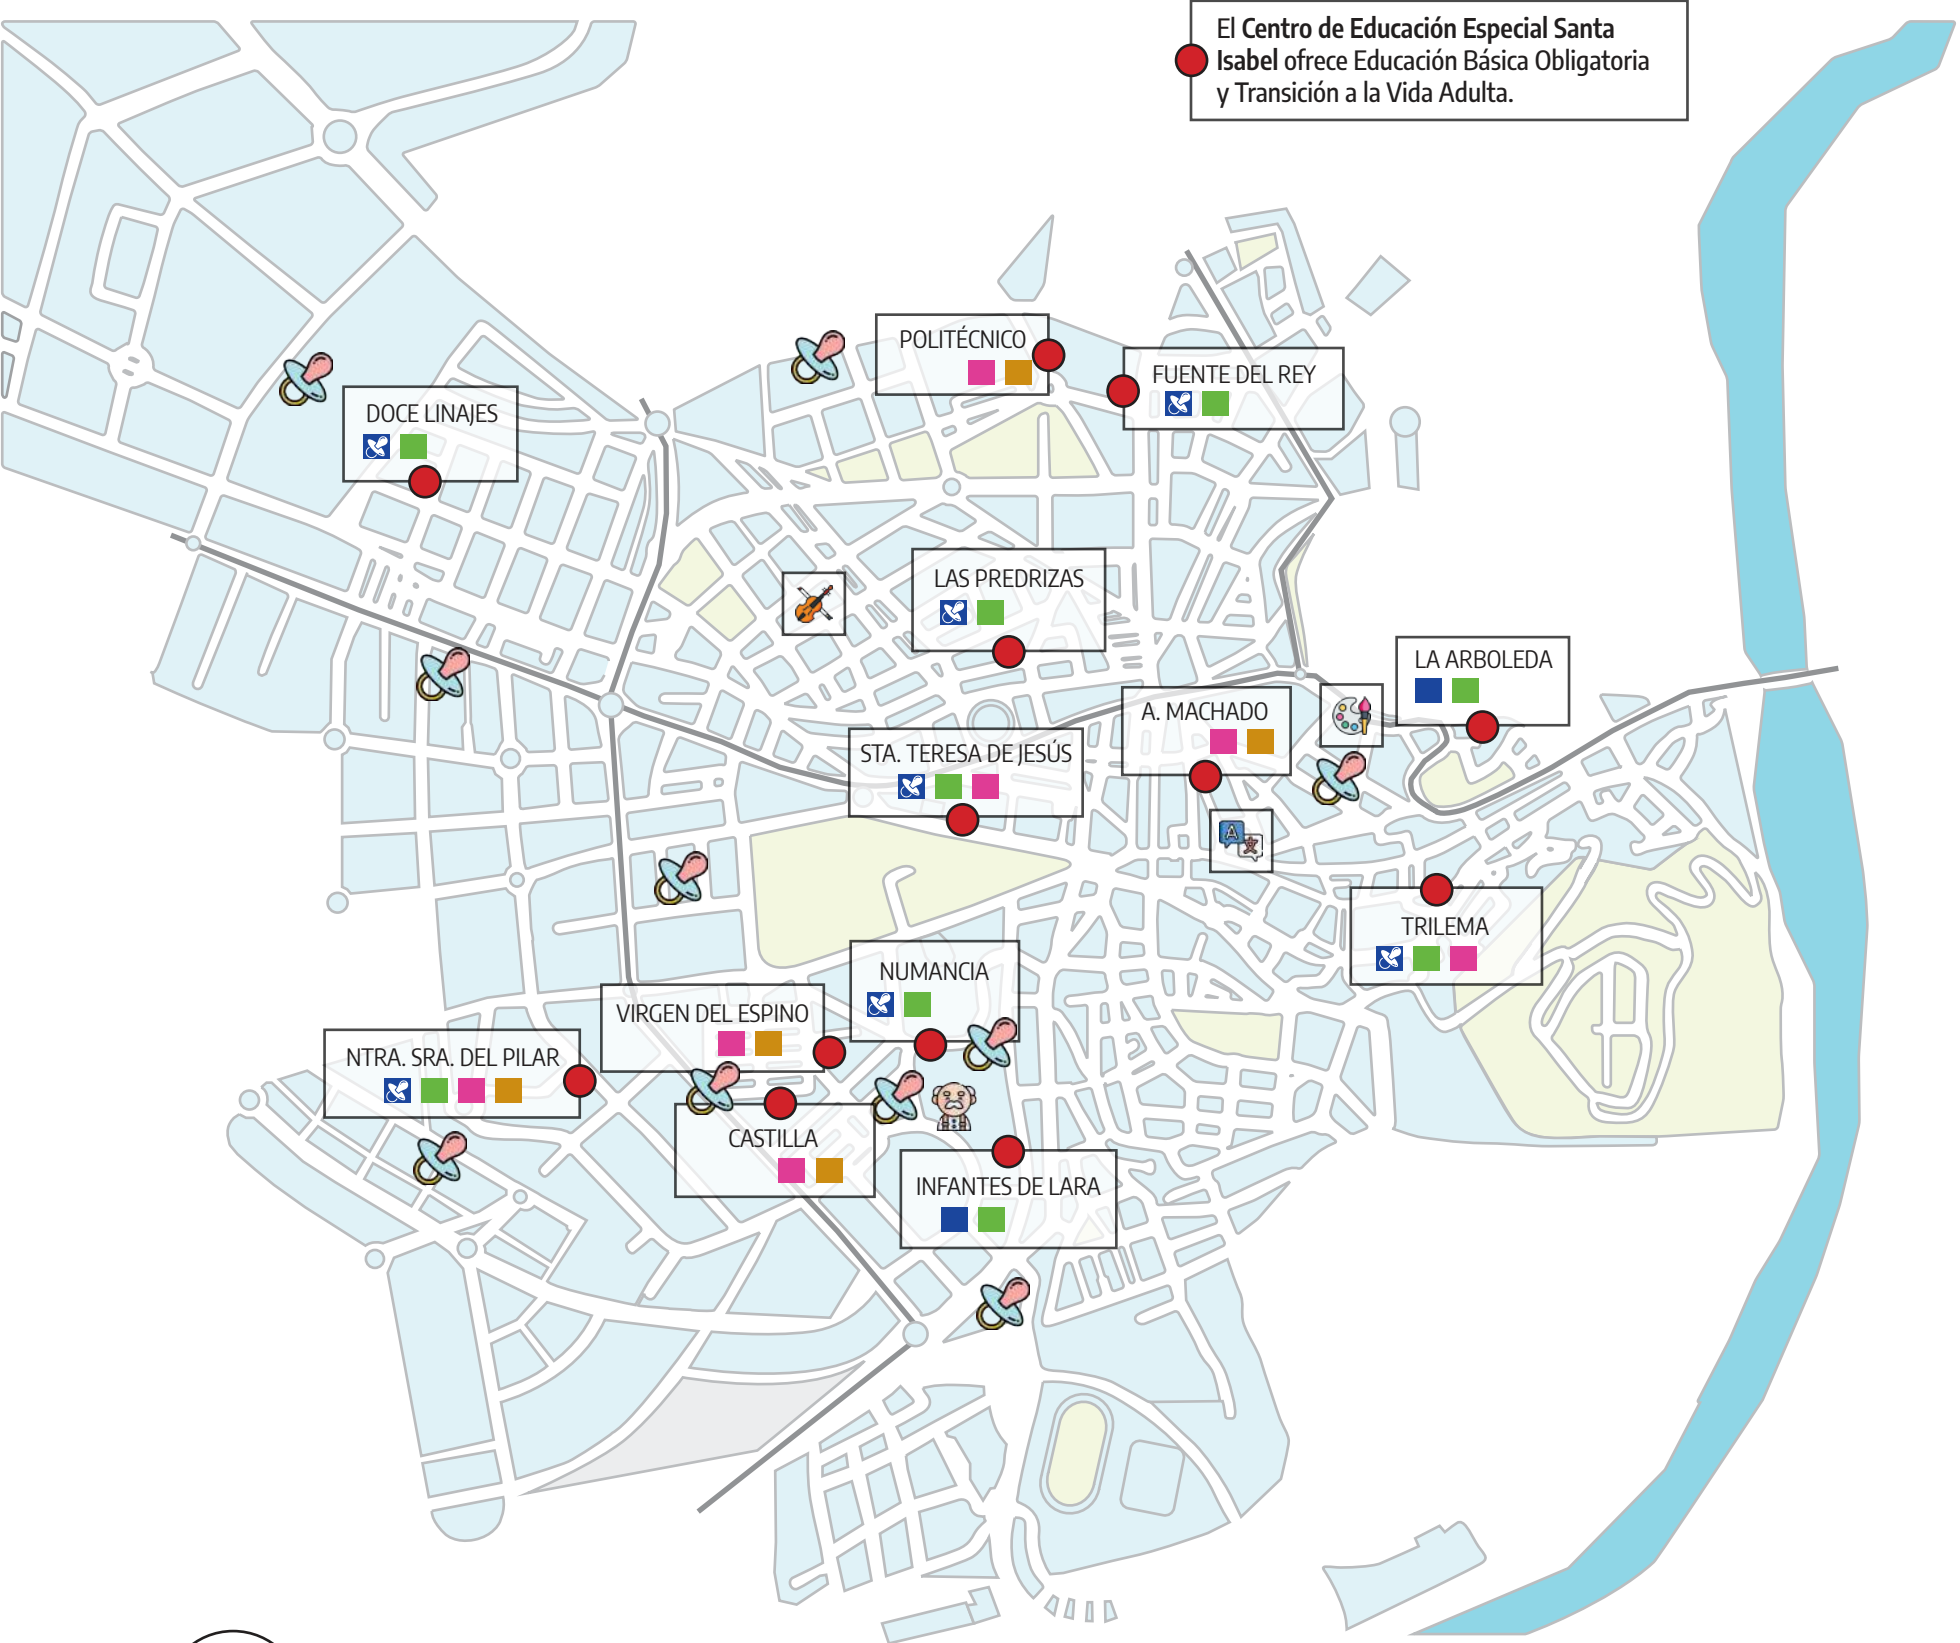 El Centro de Educación Especial Santa
Isabel ofrece Educación Básica Obligatoria
y Transición a la Vida Adulta.
POLITÉCNICO
FUENTE DEL REY
DOCE LINAJES
LAS PREDRIZAS
LA ARBOLEDA
A. MACHADO
STA. TERESA DE JESÚS
A
TRILEMA
NUMANCIA
VIRGEN DEL ESPINO
NTRA. SRA. DEL PILAR
CASTILLA
INFANTES DE LARA